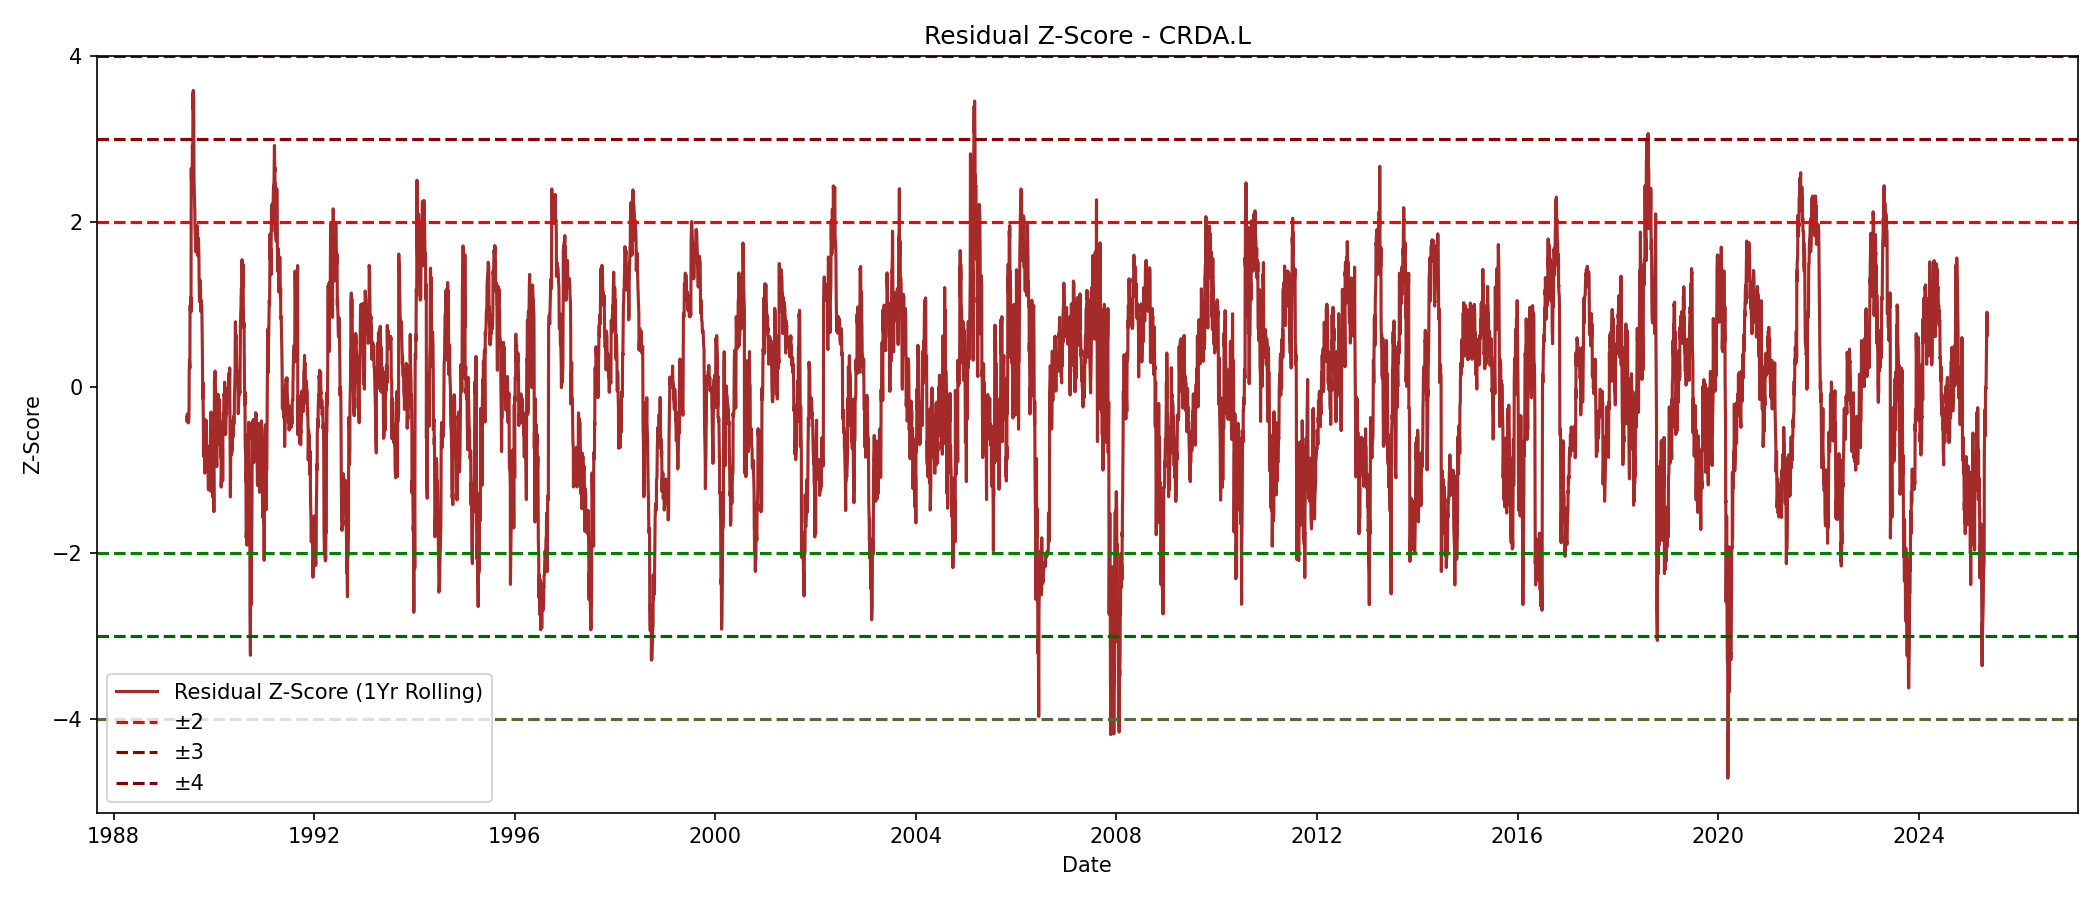 Residual Z-Score - CRDA.L
4
2
0
−2
−4
Z-Score
Residual Z-Score (1Yr Rolling)
±2
±3
±4
1988 1992 1996 2000 2004 2008 2012 2016 2020 2024
Date